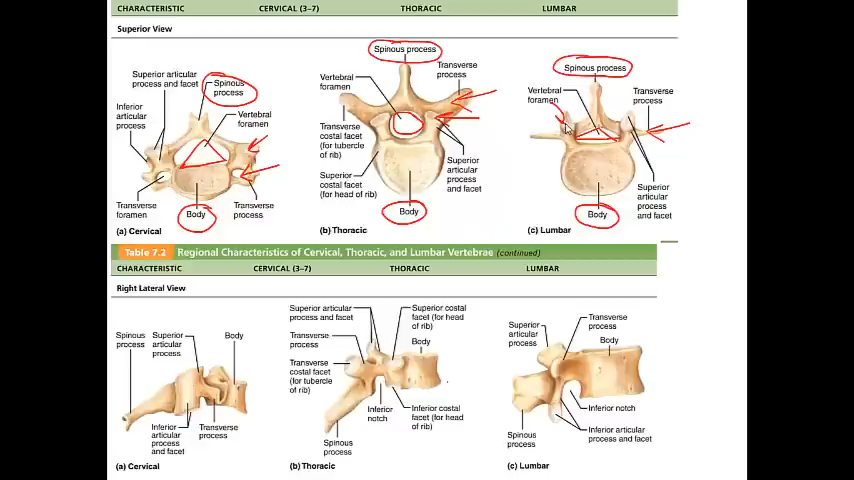 CHARACTERISTIC CERVICAL (3–7) THORACIC LUMBAR
Superior View
Superior articular
process and facet
Spinous
process
Inferior
articular
process
Vertebral
foramen
Transverse
foramen
Body
Transverse
process
(a) Cervical
Spinous process
Transverse
process
Vertebral
foramen
Transverse
costal facet
(for tubercle
of rib)
Superior
costal facet
(for head of rib)
Superior
articular
process
and facet
Body
(b) Thoracic
Spinous process
Vertebral
foramen
Transverse
process
Superior
articular
process
and facet
Body
(c) Lumbar
Table 7.2 Regional Characteristics of Cervical, Thoracic, and Lumbar Vertebrae (continued)
CHARACTERISTIC CERVICAL (3–7) THORACIC LUMBAR
Right Lateral View
Spinous
process
Superior
articular
process
Body
Inferior
articular
process
and facet
Transverse
process
(a) Cervical
Superior articular
process and facet
Superior costal
facet (for head
of rib)
Transverse
process
Body
Transverse
costal facet
(for tubercle
of rib)
Inferior
notch
Inferior costal
facet (for head
of rib)
Spinous
process
(b) Thoracic
Superior
articular
process
Transverse
process
Body
Inferior notch
Spinous
process
Inferior articular
process and facet
(c) Lumbar